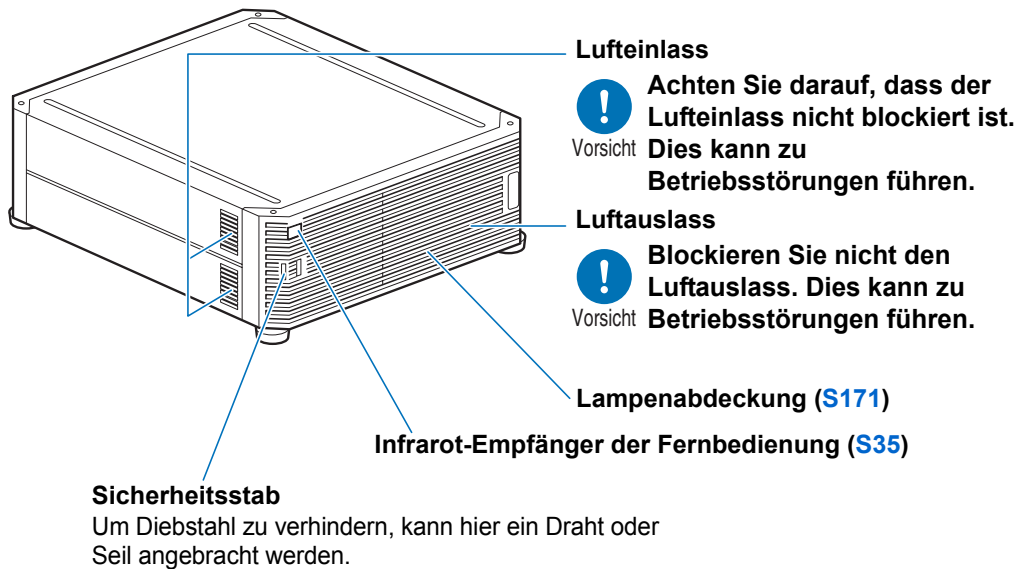 Lufteinlass
Achten Sie darauf, dass der
Lufteinlass nicht blockiert ist.
Vorsicht Dies kann zu
Betriebsstörungen führen.
Luftauslass
Blockieren Sie nicht den
Luftauslass. Dies kann zu
Vorsicht Betriebsstörungen führen.
Lampenabdeckung (S171)
Infrarot-Empfänger der Fernbedienung (S35)
Sicherheitsstab
Um Diebstahl zu verhindern, kann hier ein Draht oder
Seil angebracht werden.